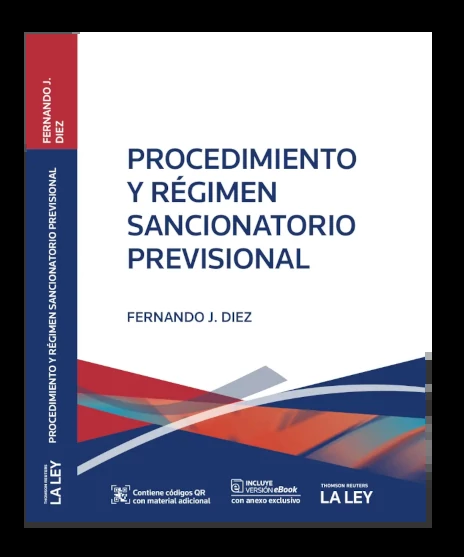 FERNANDO J.
DIEZ
PROCEDIMIENTO Y RÉGIMEN SANCIONATORIO PREVISIONAL
THOMSON REUTERS
LA LEY
PROCEDIMIENTO
Y RÉGIMEN
SANCIONATORIO
PREVISIONAL
FERNANDO J. DIEZ
Contiene códigos QR
con material adicional
INCLUYE
VERSIÓN eBook
con anexo exclusivo
THOMSON REUTERS
LA LEY